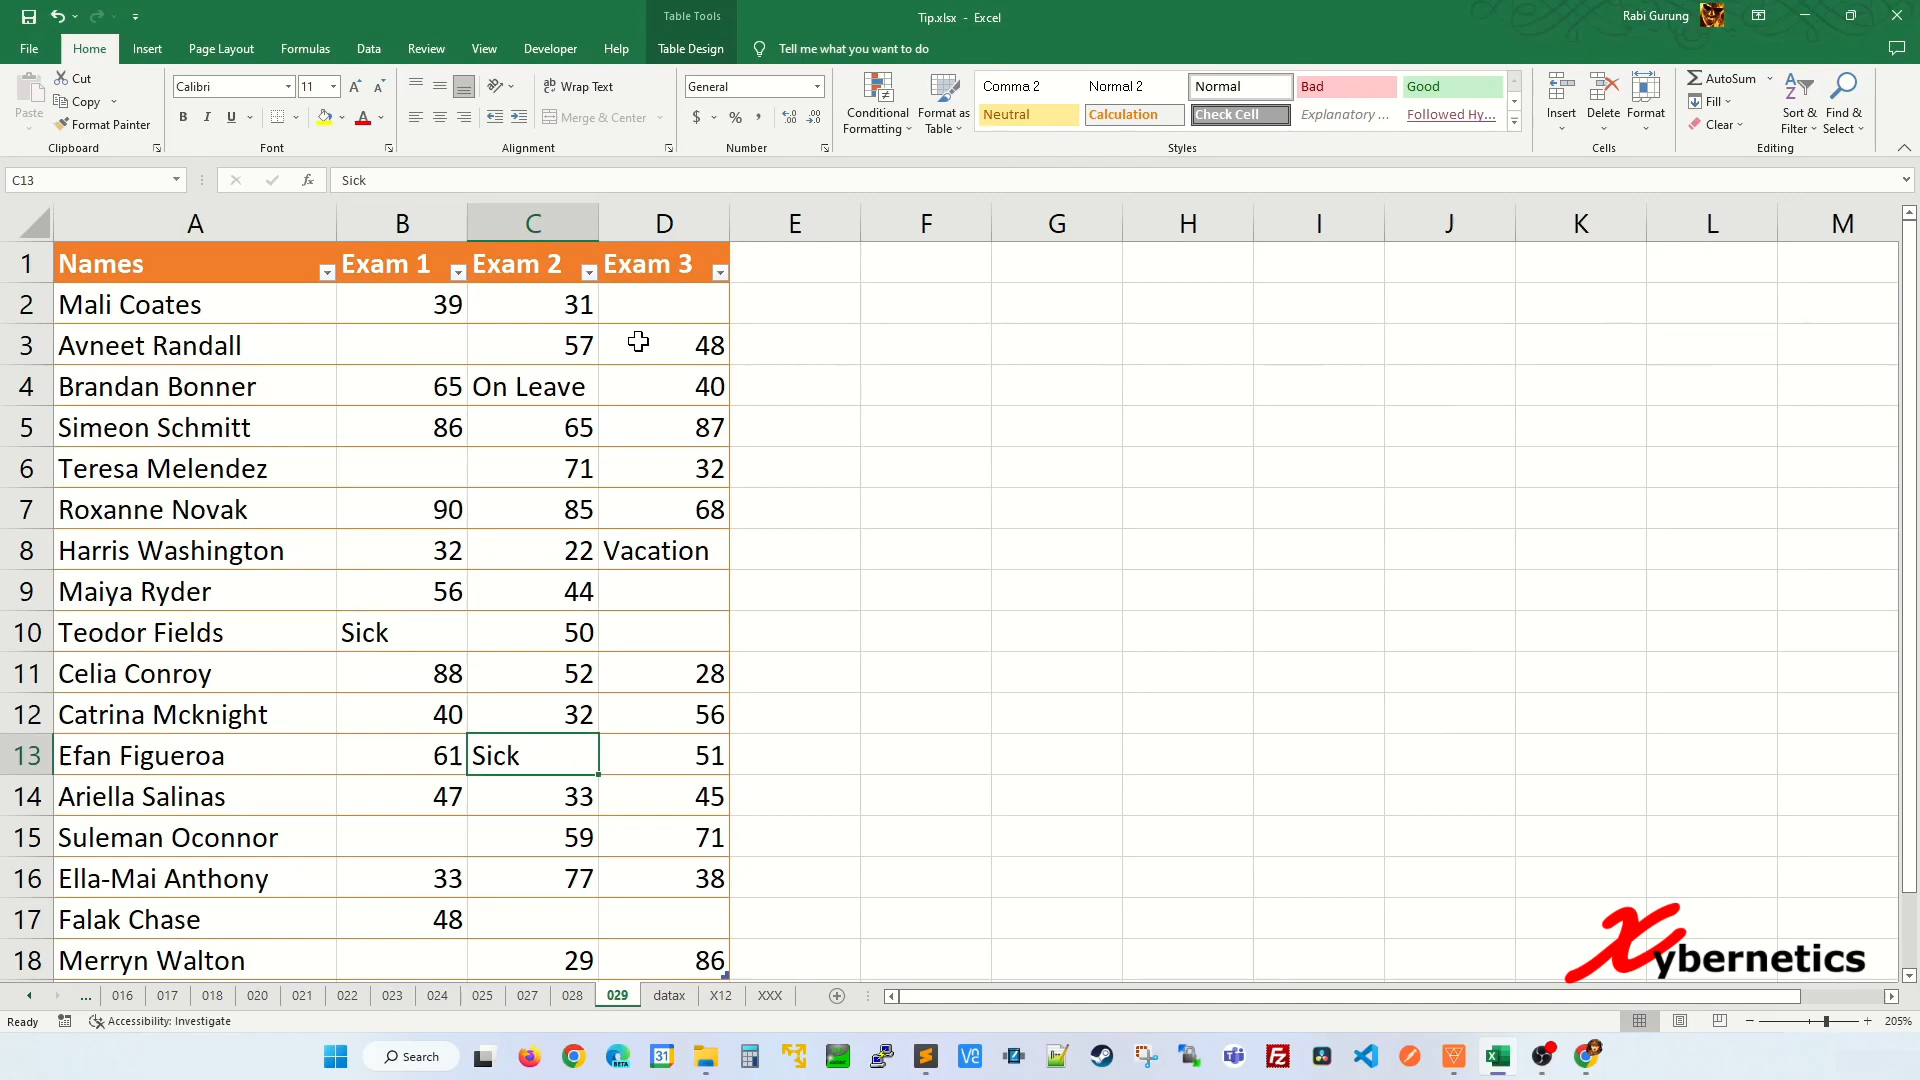 Table Tools
Tip.xlsx - Excel
Rabi Gurung
File Home Insert Page Layout Formulas Data Review View Developer Help Table Design Tell me what you want to do
Paste
Cut
Copy
Format Painter
Clipboard
Calibri 11
B I U
Font
Wrap Text
Merge & Center
Alignment
General
$ % ,
Number
Conditional Formatting
Format as Table
Comma 2 Normal 2 Normal Bad Good
Neutral Calculation Check Cell Explanatory ... Followed Hy...
Styles
Insert Delete Format
Cells
AutoSum
Fill
Clear
Sort & Filter
Find & Select
Editing
C13 fx Sick
A B C D E F G H I J K L M
1 Names Exam 1 Exam 2 Exam 3
2 Mali Coates 39 31
3 Avneet Randall 57 48
4 Brandan Bonner 65 On Leave 40
5 Simeon Schmitt 86 65 87
6 Teresa Melendez 71 32
7 Roxanne Novak 90 85 68
8 Harris Washington 32 22 Vacation
9 Maiya Ryder 56 44
10 Teodor Fields Sick 50
11 Celia Conroy 88 52 28
12 Catrina Mcknight 40 32 56
13 Efan Figueroa 61 Sick 51
14 Ariella Salinas 47 33 45
15 Suleman Oconnor 59 71
16 Ella-Mai Anthony 33 77 38
17 Falak Chase 48
18 Merryn Walton 29 86
Xybernetics
... 016 017 018 020 021 022 023 024 025 027 028 029 datax X12 XXX
Ready Accessibility: Investigate 205%
Search